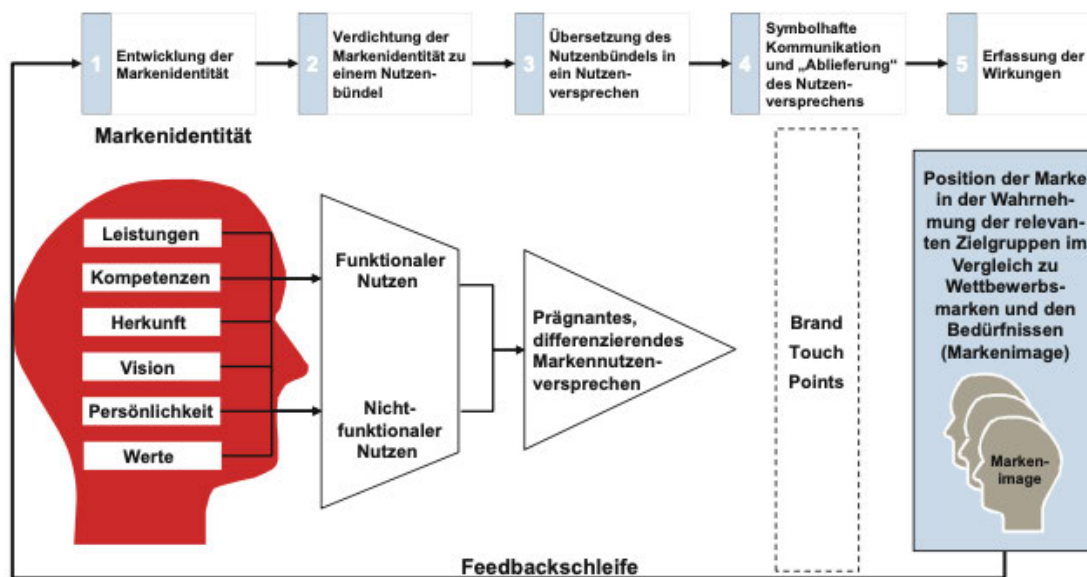 1
Entwicklung der
Markenidentität
2
Verdichtung der
Markenidentität zu
einem Nutzen-
bündel
3
Übersetzung des
Nutzenbündels in
ein Nutzen-
versprechen
4
Symbolhafte
Kommunikation
und „Ablieferung“
des Nutzen-
versprechens
5
Erfassung der
Wirkungen
Markenidentität
Leistungen
Kompetenzen
Herkunft
Vision
Persönlichkeit
Werte
Funktionaler
Nutzen
Nicht-
funktionaler
Nutzen
Prägnantes,
differenzierendes
Markennutzen-
versprechen
Brand
Touch
Points
Position der Marke
in der Wahrneh-
mung der relevan-
ten Zielgruppen im
Vergleich zu
Wettbewerbs-
marken und den
Bedürfnissen
(Markenimage)
Marken-
image
Feedbackschleife